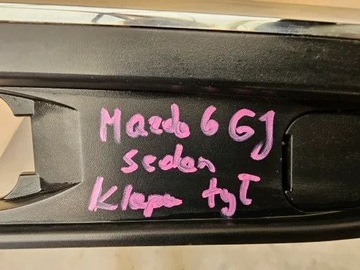 Mazda 6 GJ
sedan
Klapa tył